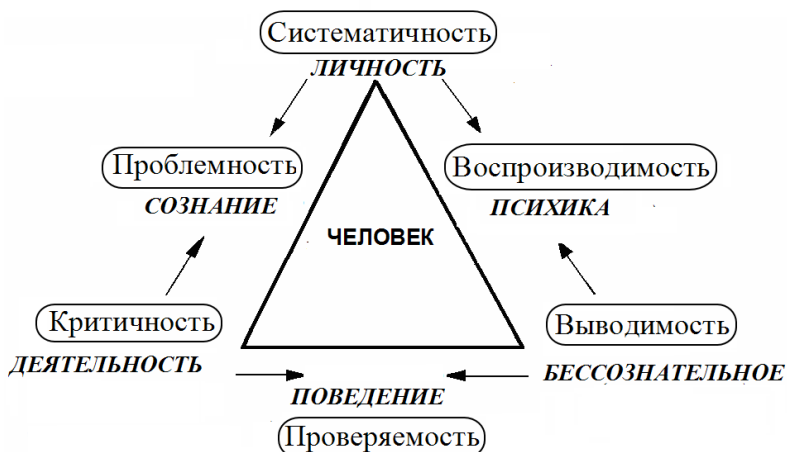 Систематичность
ЛИЧНОСТЬ
Проблемность
Воспроизводимость
СОЗНАНИЕ
ПСИХИКА
ЧЕЛОВЕК
Критичность
Выводимость
ДЕЯТЕЛЬНОСТЬ
БЕССОЗНАТЕЛЬНОЕ
ПОВЕДЕНИЕ
Проверяемость